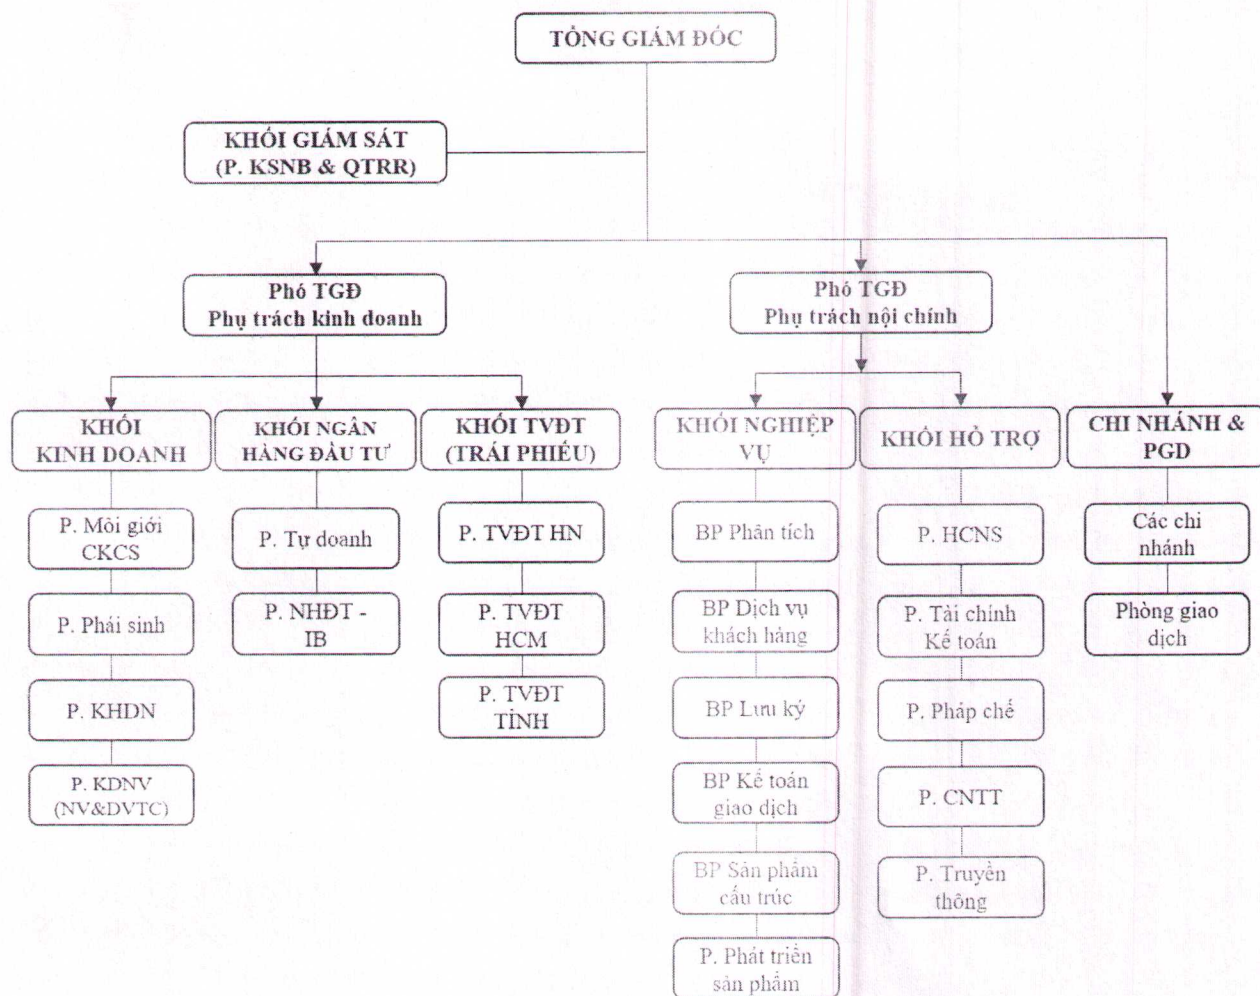 TỔNG GIÁM ĐỐC
KHỐI GIÁM SÁT
(P. KSNB & QTRR)
Phó TGĐ
Phụ trách kinh doanh
Phó TGĐ
Phụ trách nội chính
KHỐI
KINH DOANH
KHỐI NGÂN
HÀNG ĐẦU TƯ
KHỐI TVĐT
(TRÁI PHIẾU)
KHỐI NGHIỆP
VỤ
KHỐI HỖ TRỢ
CHI NHÁNH &
PGD
P. Môi giới
CKCS
P. Phái sinh
P. KHDN
P. KDNV
(NV&DVTC)
P. Tự doanh
P. NHĐT -
IB
P. TVĐT HN
P. TVĐT
HCM
P. TVĐT
TỈNH
BP Phân tích
BP Dịch vụ
khách hàng
BP Lưu ký
BP Kế toán
giao dịch
BP Sản phẩm
cấu trúc
P. Phát triển
sản phẩm
P. HCNS
P. Tài chính
Kế toán
P. Pháp chế
P. CNTT
P. Truyền
thông
Các chi
nhánh
Phòng giao
dịch